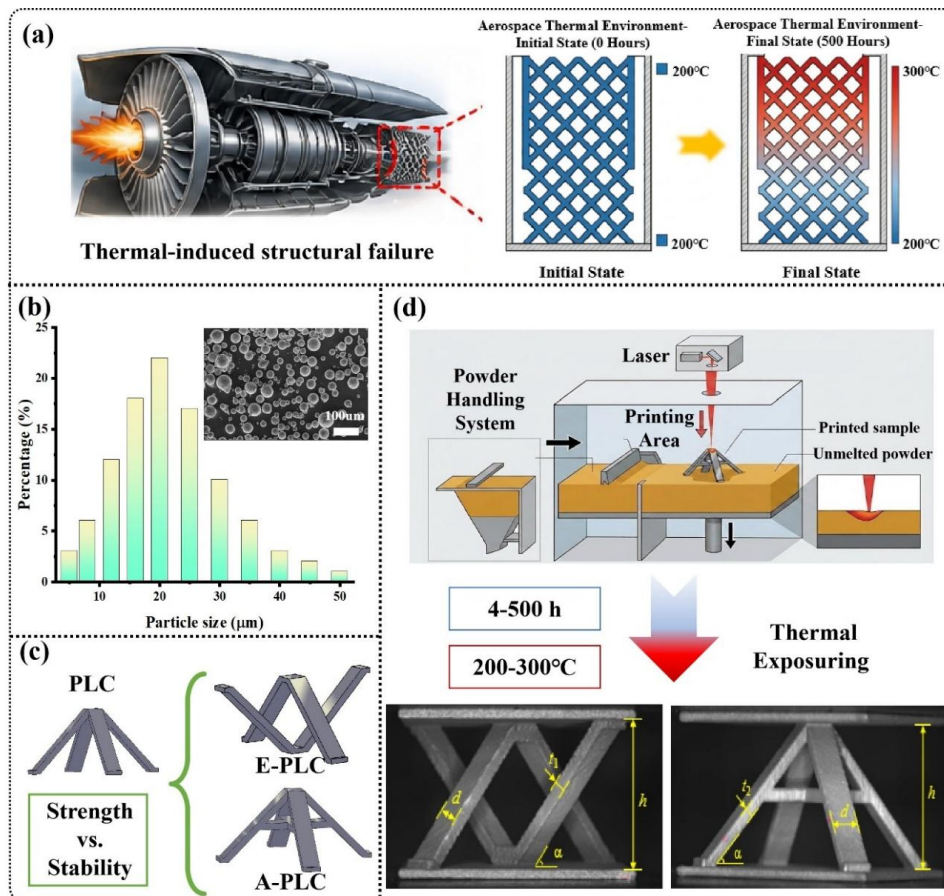 (a)
Aerospace Thermal Environment-
Initial State (0 Hours)
Aerospace Thermal Environment-
Final State (500 Hours)
200℃
200℃
300℃
200℃
Thermal-induced structural failure
Initial State
Final State
(b)
Percentage (%)
25
20
15
10
5
0
10
20
30
40
50
Particle size (μm)
100um
(c)
PLC
Strength
vs.
Stability
E-PLC
A-PLC
(d)
Laser
Powder
Handling
System
Printing
Area
Printed sample
Unmelted powder
4-500 h
200-300℃
Thermal
Exposuring
d
t1
h
α
t2
d
h
α